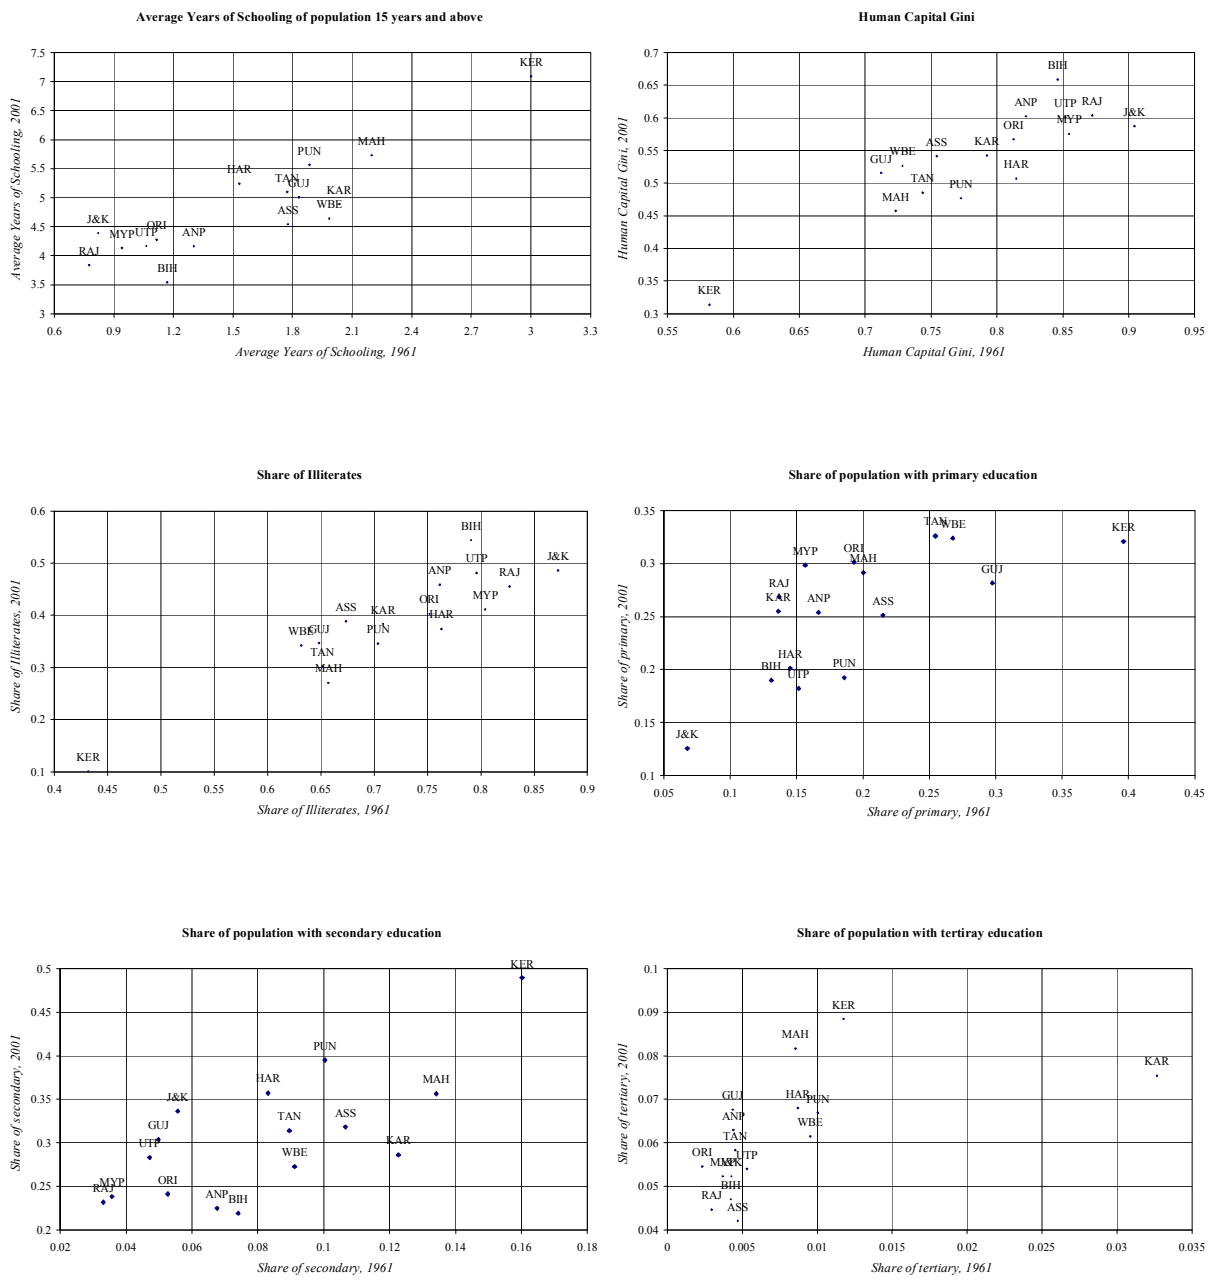 Average Years of Schooling of population 15 years and above
Average Years of Schooling, 2001
7.5
7
6.5
6
5.5
5
4.5
4
3.5
3
KER
MAH
PUN
HAR
TAN
GUJ
KAR
WBE
ASS
J&K
ORI
MYP
UTP
ANP
RAJ
BIH
0.6 0.9 1.2 1.5 1.8 2.1 2.4 2.7 3 3.3
Average Years of Schooling, 1961
Human Capital Gini
Human Capital Gini, 2001
0.7
0.65
0.6
0.55
0.5
0.45
0.4
0.35
0.3
BIH
ANP
UTP
RAJ
J&K
MYP
ORI
KAR
ASS
WBE
GUJ
HAR
TAN
PUN
MAH
KER
0.55 0.6 0.65 0.7 0.75 0.8 0.85 0.9 0.95
Human Capital Gini, 1961
Share of Illiterates
Share of Illiterates, 2001
0.6
0.5
0.4
0.3
0.2
0.1
BIH
UTP
J&K
ANP
RAJ
MYP
ORI
ASS
KAR
HAR
WBE
GUJ
PUN
TAN
MAH
KER
0.4 0.45 0.5 0.55 0.6 0.65 0.7 0.75 0.8 0.85 0.9
Share of Illiterates, 1961
Share of population with primary education
Share of primary, 2001
0.35
0.3
0.25
0.2
0.15
0.1
TAN
WBE
KER
MYP
ORI
MAH
GUJ
RAJ
KAR
ANP
ASS
HAR
BIH
UTP
PUN
J&K
0.05 0.1 0.15 0.2 0.25 0.3 0.35 0.4 0.45
Share of primary, 1961
Share of population with secondary education
Share of secondary, 2001
0.5
0.45
0.4
0.35
0.3
0.25
0.2
KER
PUN
HAR
MAH
J&K
GUJ
TAN
ASS
UTP
WBE
KAR
MYP
RAJ
ORI
ANP
BIH
0.02 0.04 0.06 0.08 0.1 0.12 0.14 0.16 0.18
Share of secondary, 1961
Share of population with tertiray education
Share of tertiary, 2001
0.1
0.09
0.08
0.07
0.06
0.05
0.04
KER
MAH
KAR
GUJ
HAR
PUN
ANP
WBE
TAN
ORI
MYP
J&K
UTP
BIH
RAJ
ASS
0 0.005 0.01 0.015 0.02 0.025 0.03 0.035
Share of tertiary, 1961